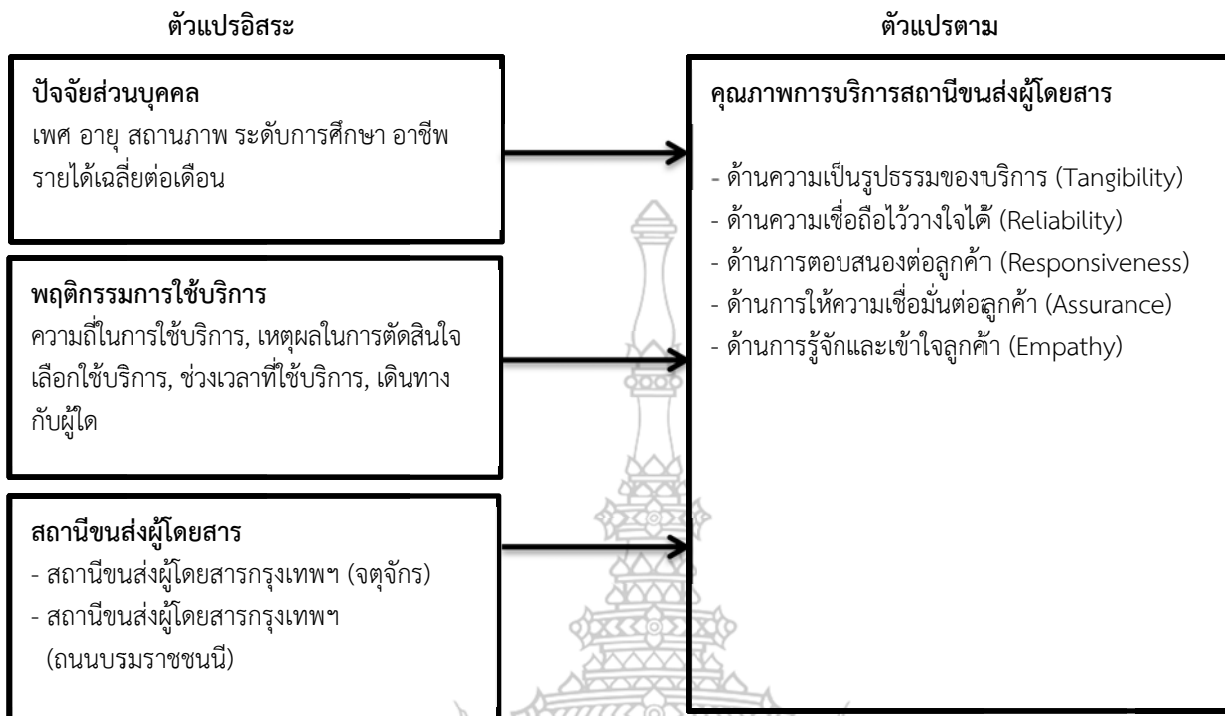 ตัวแปรอิสระ
ปัจจัยส่วนบุคคล
เพศ อายุ สถานภาพ ระดับการศึกษา อาชีพ
รายได้เฉลี่ยต่อเดือน
พฤติกรรมการใช้บริการ
ความถี่ในการใช้บริการ, เหตุผลในการตัดสินใจ
เลือกใช้บริการ, ช่วงเวลาที่ใช้บริการ, เดินทาง
กับผู้ใด
สถานีขนส่งผู้โดยสาร
- สถานีขนส่งผู้โดยสารกรุงเทพฯ (จตุจักร)
- สถานีขนส่งผู้โดยสารกรุงเทพฯ
(ถนนบรมราชชนนี)
ตัวแปรตาม
คุณภาพการบริการสถานีขนส่งผู้โดยสาร
- ด้านความเป็นรูปธรรมของบริการ (Tangibility)
- ด้านความเชื่อถือไว้วางใจได้ (Reliability)
- ด้านการตอบสนองต่อลูกค้า (Responsiveness)
- ด้านการให้ความเชื่อมั่นต่อลูกค้า (Assurance)
- ด้านการรู้จักและเข้าใจลูกค้า (Empathy)